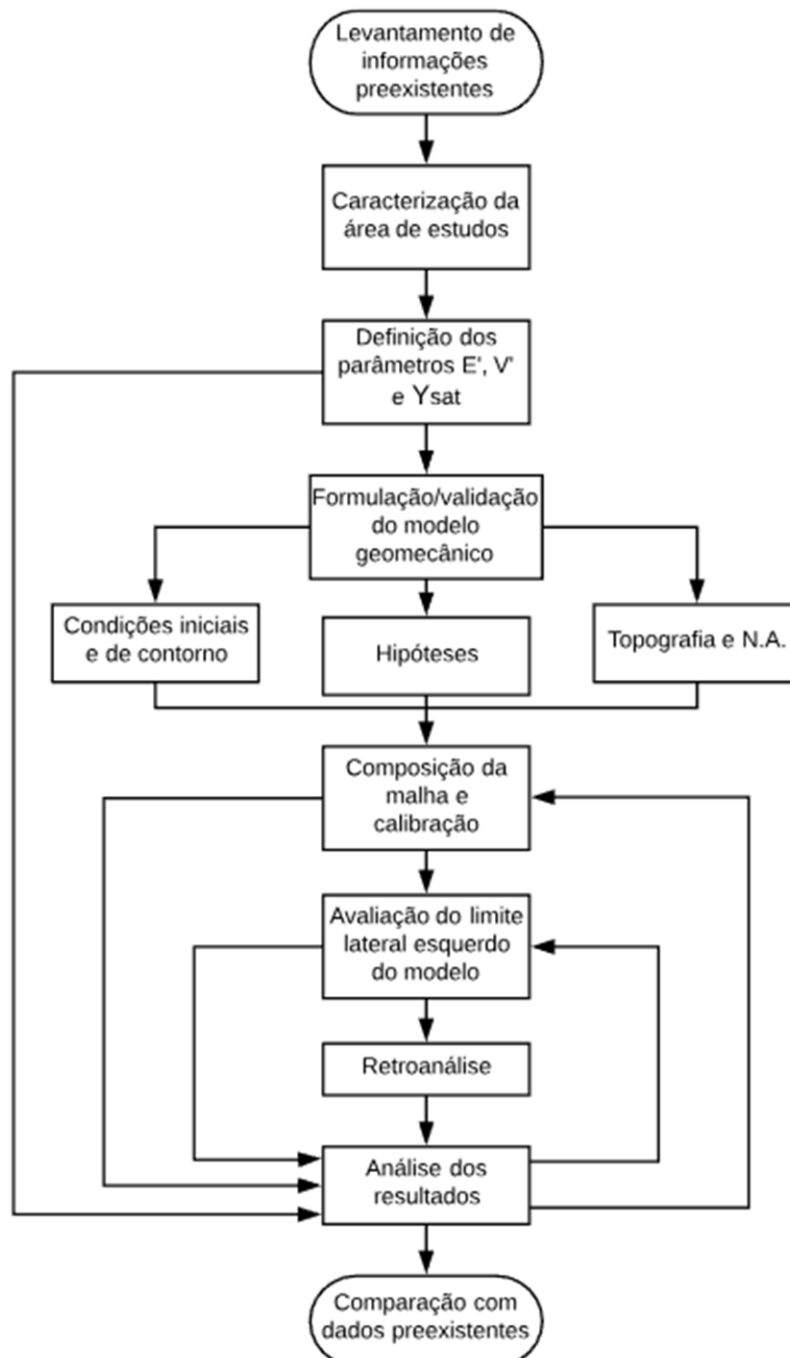 Levantamento de
informações
preexistentes
Caracterização da
área de estudos
Definição dos
parâmetros E', V'
e Ysat
Formulação/validação
do modelo
geomecânico
Condições iniciais
e de contorno
Hipóteses
Topografia e N.A.
Composição da
malha e
calibração
Avaliação do limite
lateral esquerdo
do modelo
Retroanálise
Análise dos
resultados
Comparação com
dados preexistentes